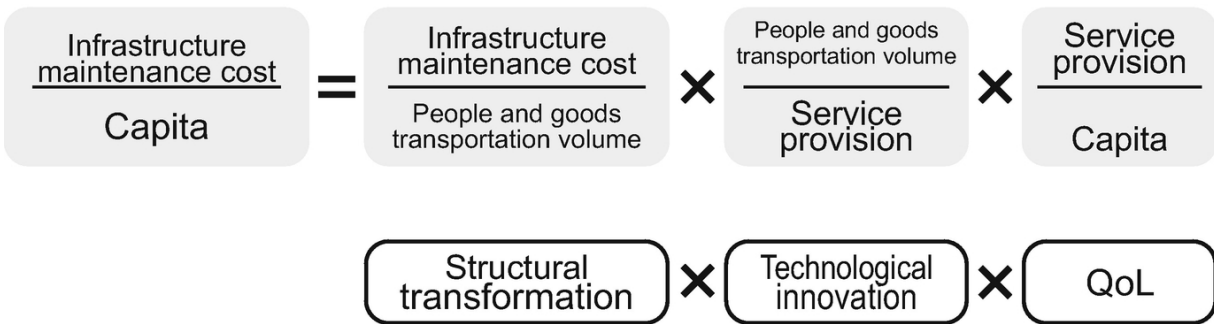 Infrastructure
maintenance cost
Capita
=
Infrastructure
maintenance cost
People and goods
transportation volume
×
People and goods
transportation volume
Service
provision
×
Service
provision
Capita
Structural
transformation
×
Technological
innovation
×
QoL